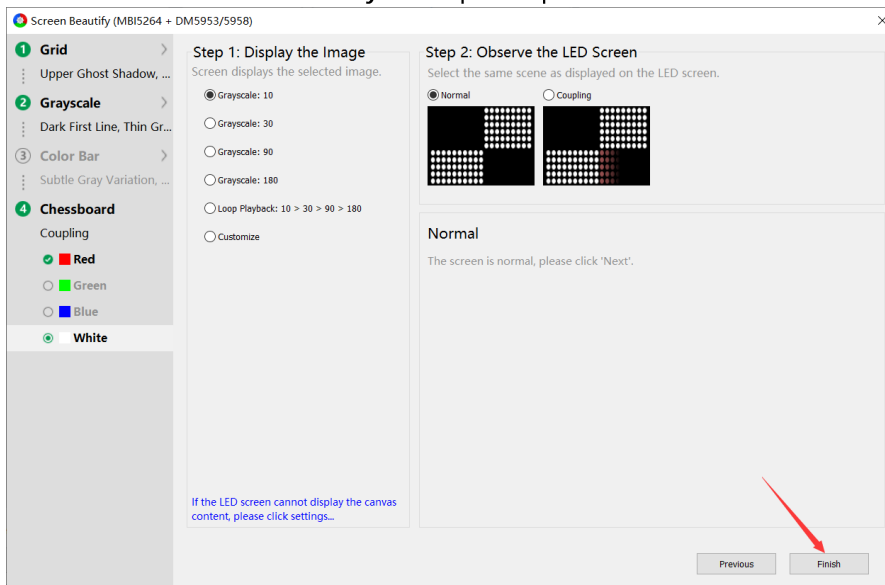 Screen Beautify (MBI5264 + DM5953/5958)
1 Grid >
Upper Ghost Shadow, ...
2 Grayscale >
Dark First Line, Thin Gr...
3 Color Bar >
Subtle Gray Variation, ...
4 Chessboard
Coupling
Red
Green
Blue
White
Step 1: Display the Image
Screen displays the selected image.
Grayscale: 10
Grayscale: 30
Grayscale: 90
Grayscale: 180
Loop Playback: 10 > 30 > 90 > 180
Customize
If the LED screen cannot display the canvas
content, please click settings...
Step 2: Observe the LED Screen
Select the same scene as displayed on the LED screen.
Normal
Coupling
Normal
The screen is normal, please click 'Next'.
Previous
Finish